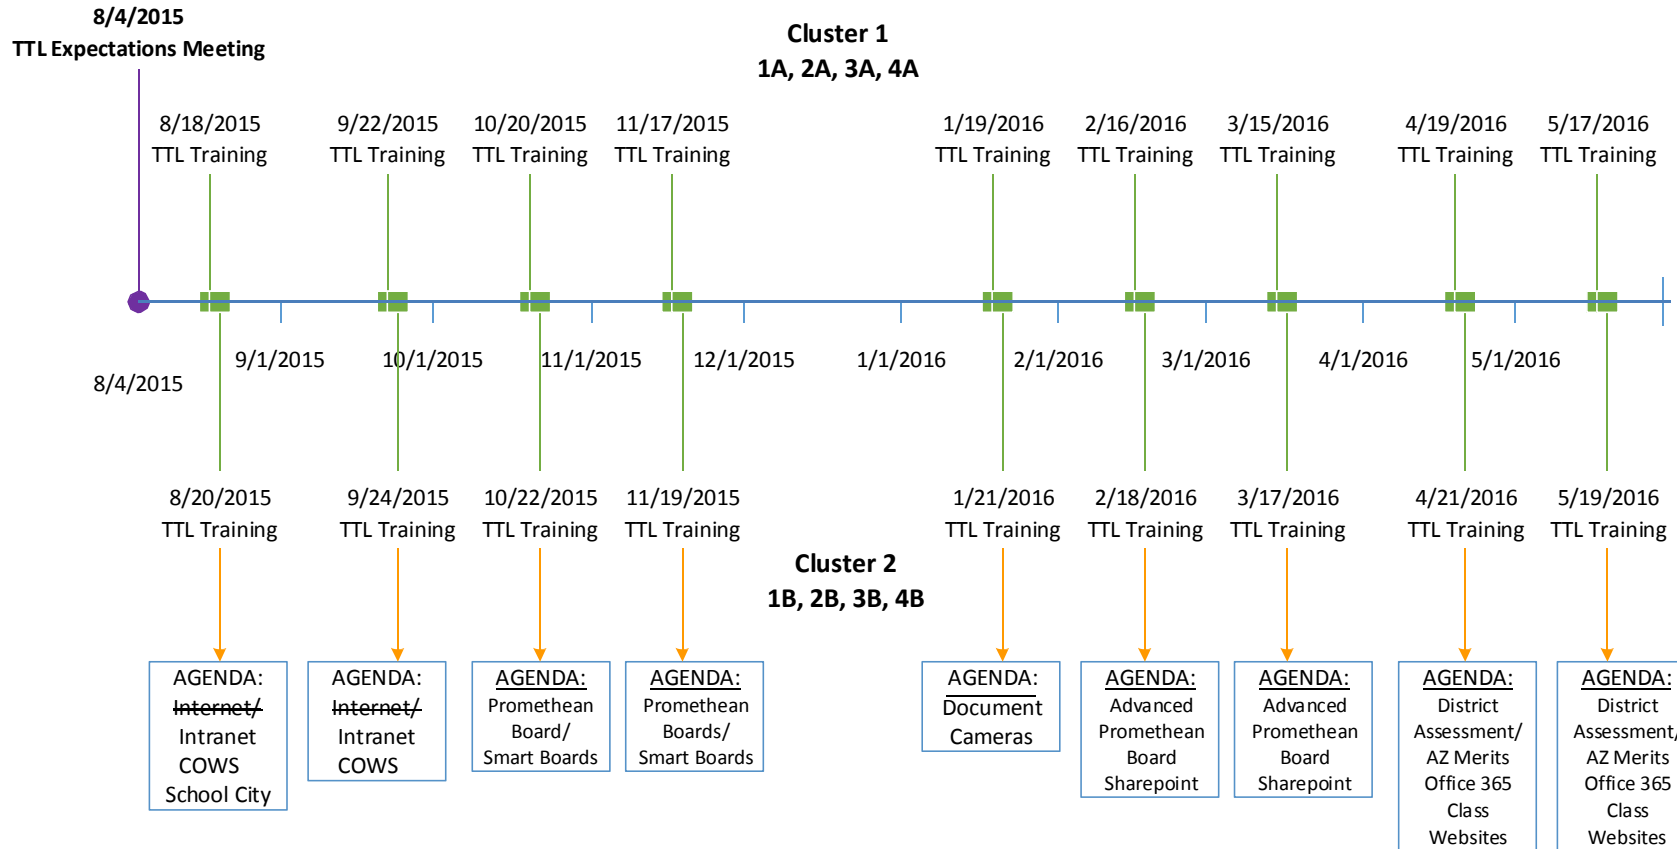 8/4/2015
TTL Expectations Meeting
Cluster 1
1A, 2A, 3A, 4A
8/18/2015
TTL Training
9/22/2015
TTL Training
10/20/2015
TTL Training
11/17/2015
TTL Training
1/19/2016
TTL Training
2/16/2016
TTL Training
3/15/2016
TTL Training
4/19/2016
TTL Training
5/17/2016
TTL Training
8/4/2015
9/1/2015
10/1/2015
11/1/2015
12/1/2015
1/1/2016
2/1/2016
3/1/2016
4/1/2016
5/1/2016
8/20/2015
TTL Training
9/24/2015
TTL Training
10/22/2015
TTL Training
11/19/2015
TTL Training
1/21/2016
TTL Training
2/18/2016
TTL Training
3/17/2016
TTL Training
4/21/2016
TTL Training
5/19/2016
TTL Training
Cluster 2
1B, 2B, 3B, 4B
AGENDA:
Internet/
Intranet
COWS
School City
AGENDA:
Internet/
Intranet
COWS
AGENDA:
Promethean
Board/
Smart Boards
AGENDA:
Promethean
Boards/
Smart Boards
AGENDA:
Document
Cameras
AGENDA:
Advanced
Promethean
Board
Sharepoint
AGENDA:
Advanced
Promethean
Board
Sharepoint
AGENDA:
District
Assessment/
AZ Merits
Office 365
Class
Websites
AGENDA:
District
Assessment/
AZ Merits
Office 365
Class
Websites